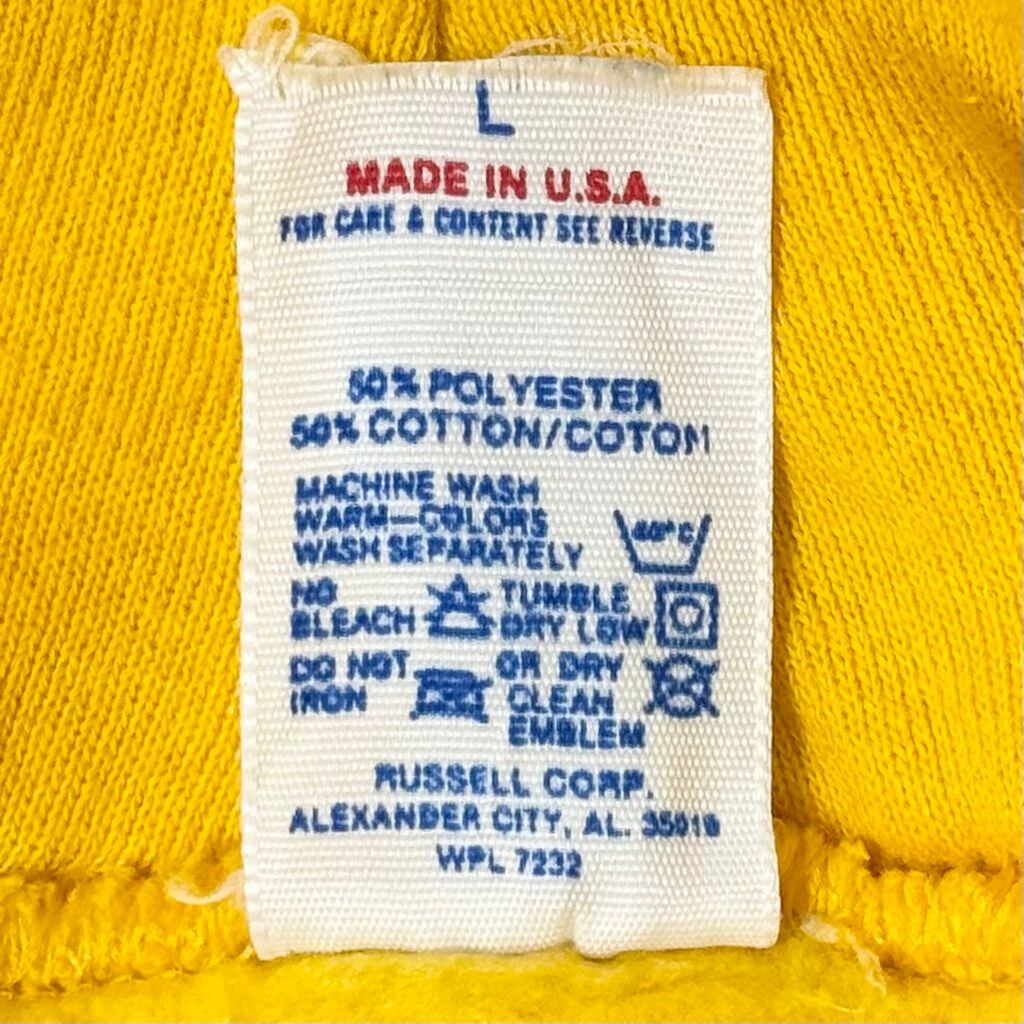 L
MADE IN U.S.A.
FOR CARE & CONTENT SEE REVERSE
50% POLYESTER
50% COTTON/COTON
MACHINE WASH
WARM—COLORS
WASH SEPARATELY
40°C
NO
BLEACH
TUMBLE
DRY LOW
DO NOT
IRON
OR DRY
CLEAN
EMBLEM
RUSSELL CORP.
ALEXANDER CITY, AL. 35010
WPL 7232